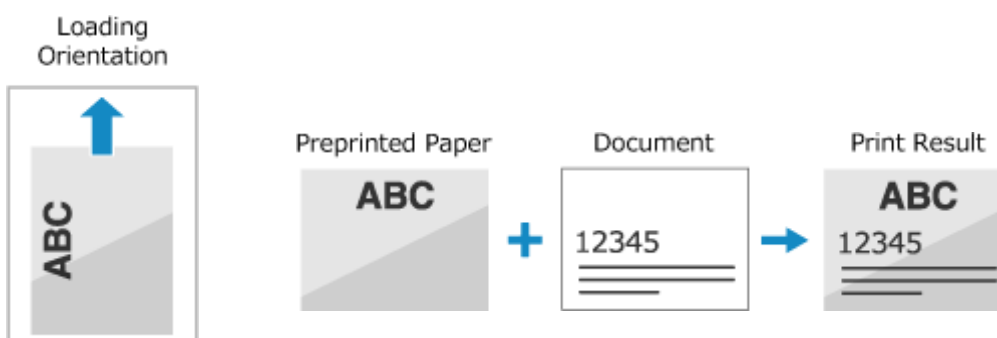 Loading
Orientation
ABC
Preprinted Paper
ABC
Document
12345
Print Result
ABC
12345